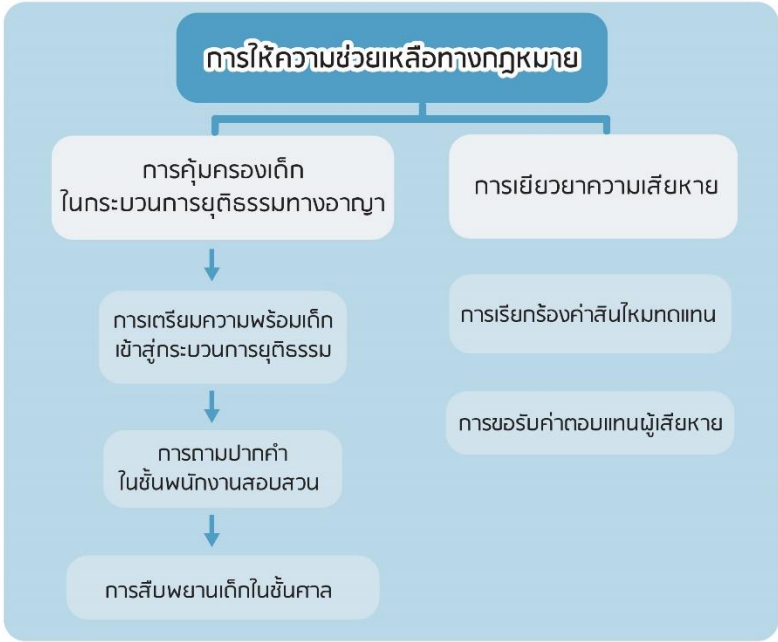 การให้ความช่วยเหลือทางกฎหมาย
การคุ้มครองเด็ก
ในกระบวนการยุติธรรมทางอาญา
การเตรียมความพร้อมเด็ก
เข้าสู่กระบวนการยุติธรรม
การถามปากคำ
ในชั้นพนักงานสอบสวน
การสืบพยานเด็กในชั้นศาล
การเยียวยาความเสียหาย
การเรียกร้องค่าสินไหมทดแทน
การขอรับค่าตอบแทนผู้เสียหาย